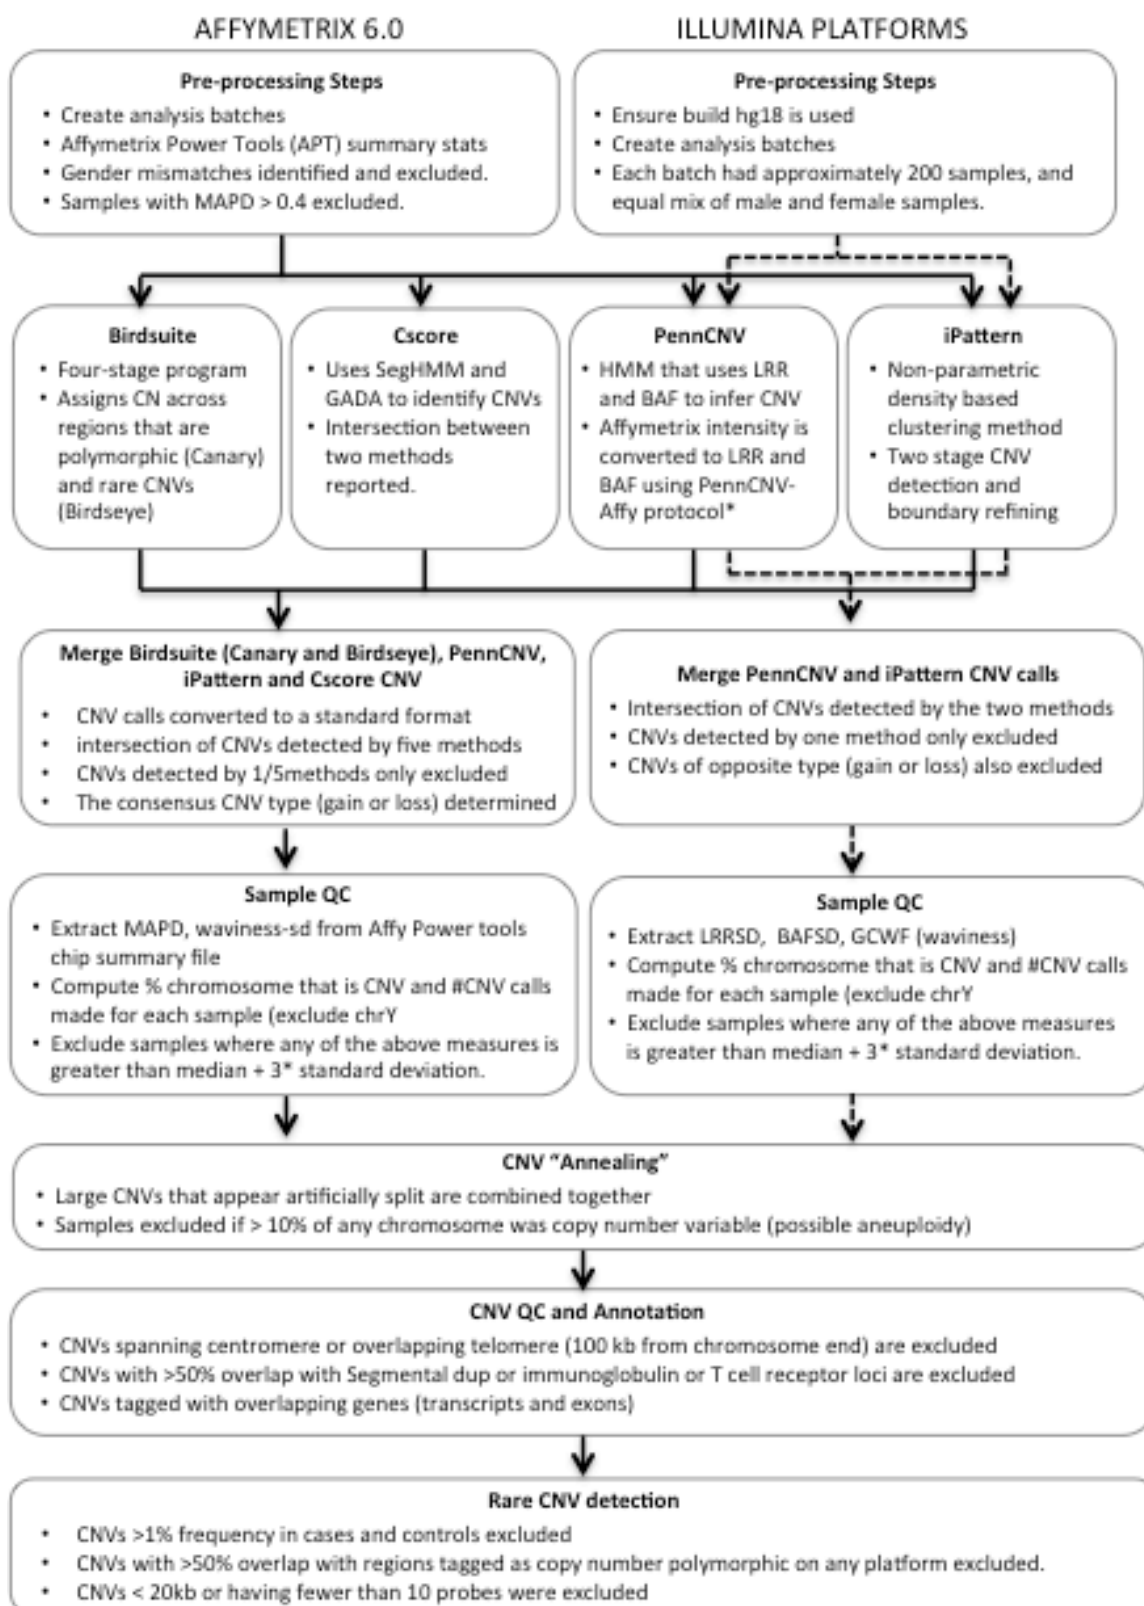 AFFYMETRIX 6.0
ILLUMINA PLATFORMS
Pre-processing Steps
• Create analysis batches
• Affymetrix Power Tools (APT) summary stats
• Gender mismatches identified and excluded.
• Samples with MAPD > 0.4 excluded.
Pre-processing Steps
• Ensure build hg18 is used
• Create analysis batches
• Each batch had approximately 200 samples, and
equal mix of male and female samples.
Birdsuite
• Four-stage program
• Assigns CN across
regions that are
polymorphic (Canary)
and rare CNVs
(Birdseye)
Cscore
• Uses SegHMM and
GADA to identify CNVs
• Intersection between
two methods
reported.
PennCNV
• HMM that uses LRR
and BAF to infer CNV
• Affymetrix intensity is
converted to LRR and
BAF using PennCNV-
Affy protocol*
iPattern
• Non-parametric
density based
clustering method
• Two stage CNV
detection and
boundary refining
Merge Birdsuite (Canary and Birdseye), PennCNV,
iPattern and Cscore CNV
• CNV calls converted to a standard format
• intersection of CNVs detected by five methods
• CNVs detected by 1/5methods only excluded
• The consensus CNV type (gain or loss) determined
Merge PennCNV and iPattern CNV calls
• Intersection of CNVs detected by the two methods
• CNVs detected by one method only excluded
• CNVs of opposite type (gain or loss) also excluded
Sample QC
• Extract MAPD, waviness-sd from Affy Power tools
chip summary file
• Compute % chromosome that is CNV and #CNV calls
made for each sample (exclude chrY
• Exclude samples where any of the above measures is
greater than median + 3* standard deviation.
Sample QC
• Extract LRRSD, BAFSD, GCWF (waviness)
• Compute % chromosome that is CNV and #CNV calls
made for each sample (exclude chrY
• Exclude samples where any of the above measures
is greater than median + 3* standard deviation.
CNV “Annealing”
• Large CNVs that appear artificially split are combined together
• Samples excluded if > 10% of any chromosome was copy number variable (possible aneuploidy)
CNV QC and Annotation
• CNVs spanning centromere or overlapping telomere (100 kb from chromosome end) are excluded
• CNVs with >50% overlap with Segmental dup or immunoglobulin or T cell receptor loci are excluded
• CNVs tagged with overlapping genes (transcripts and exons)
Rare CNV detection
• CNVs >1% frequency in cases and controls excluded
• CNVs with >50% overlap with regions tagged as copy number polymorphic on any platform excluded.
• CNVs < 20kb or having fewer than 10 probes were excluded